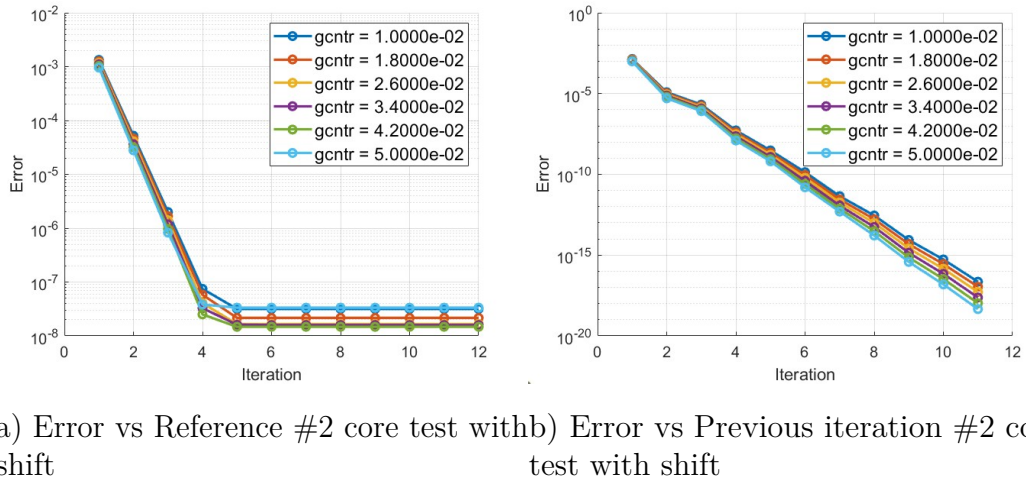 10^-2
10^-3
10^-4
10^-5
10^-6
10^-7
10^-8
Error
0 2 4 6 8 10 12
Iteration
gcntr = 1.0000e-02
gcntr = 1.8000e-02
gcntr = 2.6000e-02
gcntr = 3.4000e-02
gcntr = 4.2000e-02
gcntr = 5.0000e-02
10^0
10^-5
10^-10
10^-15
10^-20
Error
0 2 4 6 8 10 12
Iteration
gcntr = 1.0000e-02
gcntr = 1.8000e-02
gcntr = 2.6000e-02
gcntr = 3.4000e-02
gcntr = 4.2000e-02
gcntr = 5.0000e-02
a) Error vs Reference #2 core test with
shift
b) Error vs Previous iteration #2 co
test with shift